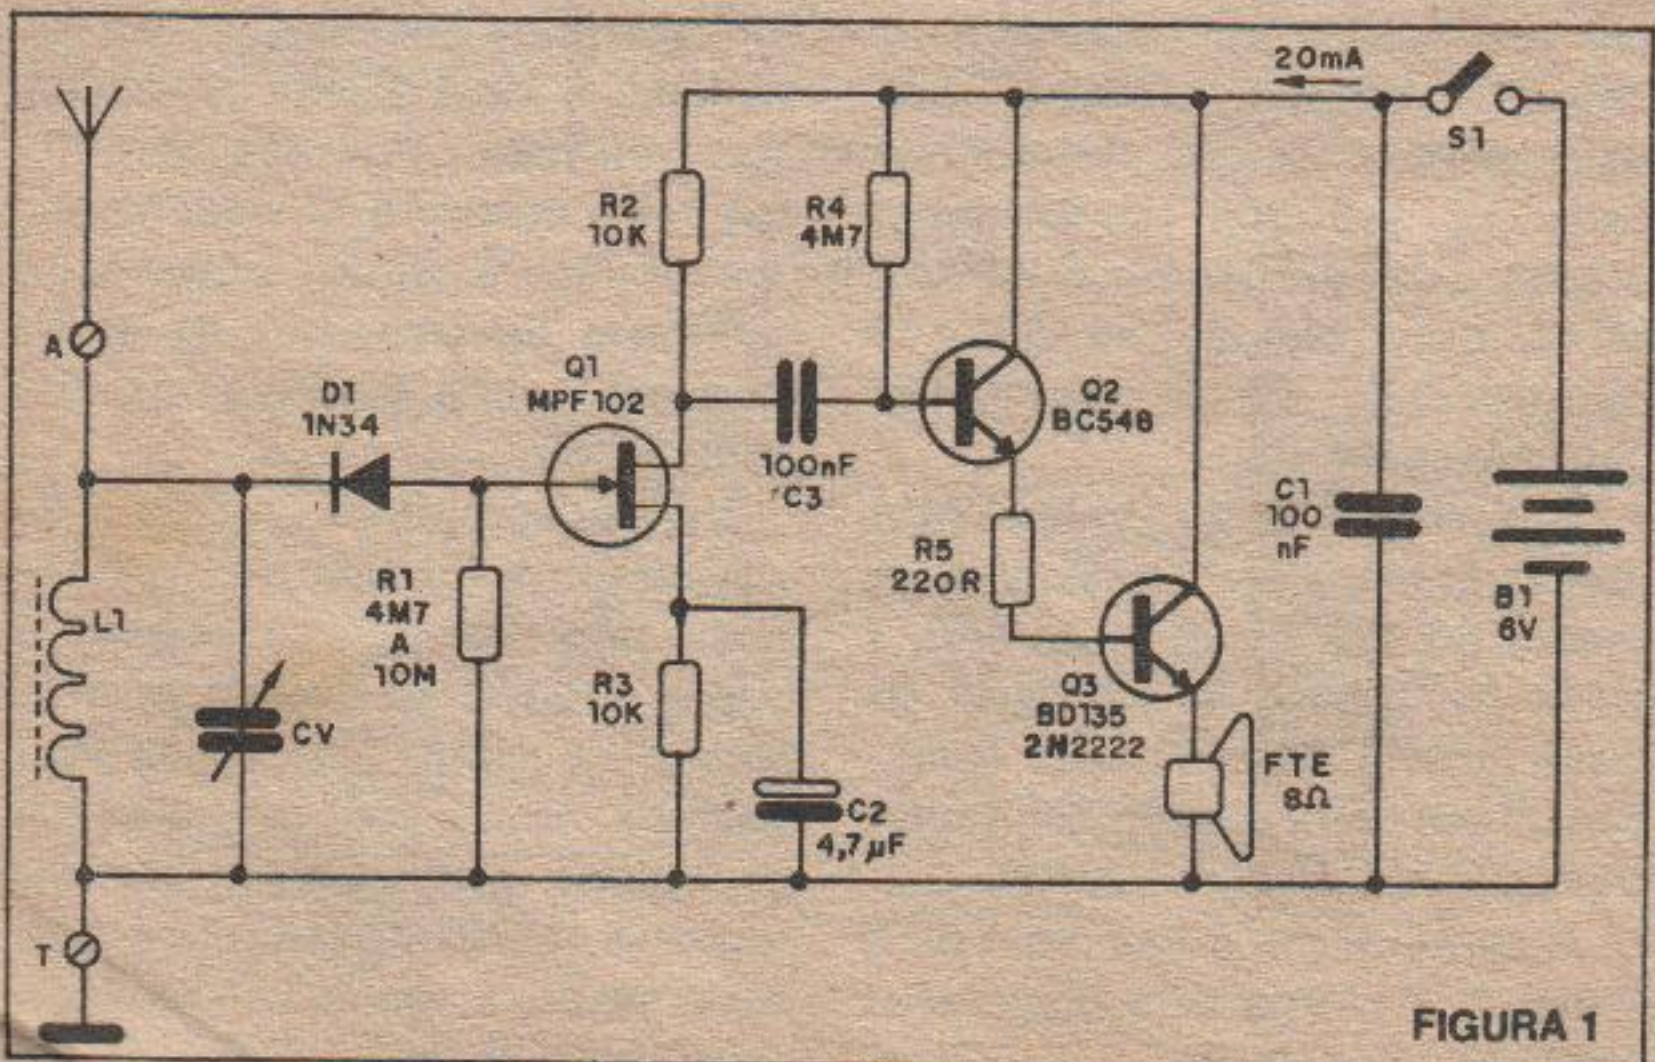 20mA
S1
R2
10K
R4
4M7
A
D1
1N34
Q1
MPF102
Q2
BC548
100nF
C3
C1
100
nF
R5
220R
B1
6V
L1
R1
4M7
A
10M
R3
10K
Q3
BD135
2N2222
CV
FTE
8Ω
C2
4,7µF
T
FIGURA 1